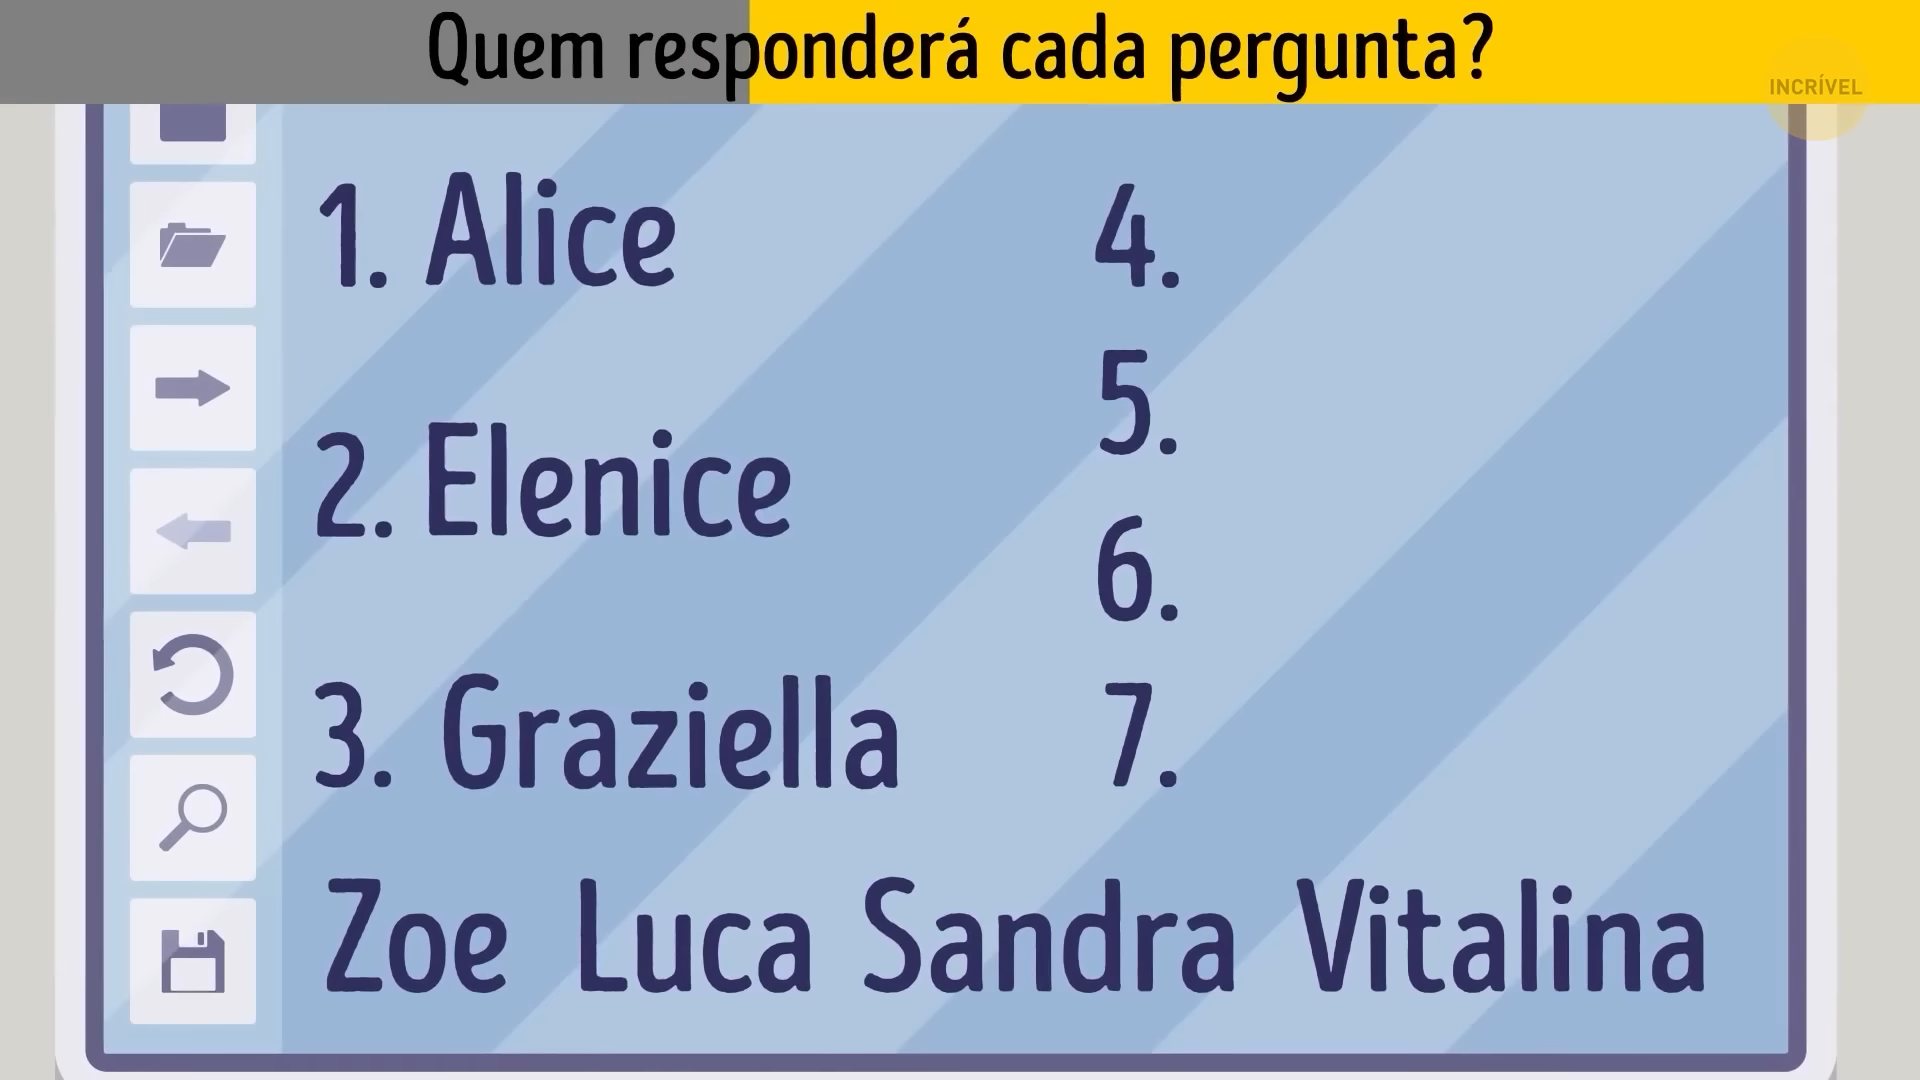 Quem responderá cada pergunta?
INCRÍVEL
1. Alice
2. Elenice
3. Graziella
4.
5.
6.
7.
Zoe Luca Sandra Vitalina